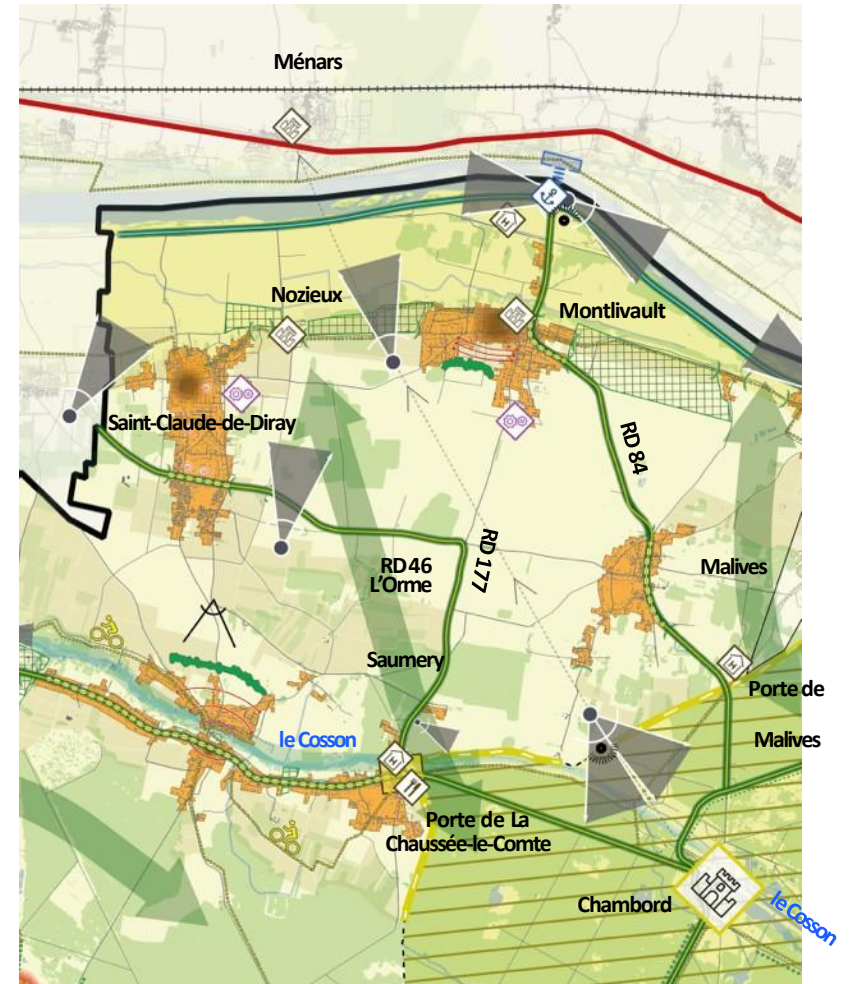 Ménars
Nozieux
Montlivault
Saint-Claude-de-Diray
RD 84
RD 177
RD 46
L'Orme
Malives
Saumery
Porte de
Malives
le Cosson
Porte de La
Chaussée-le-Comte
Chambord
le Cosson
H
H
H